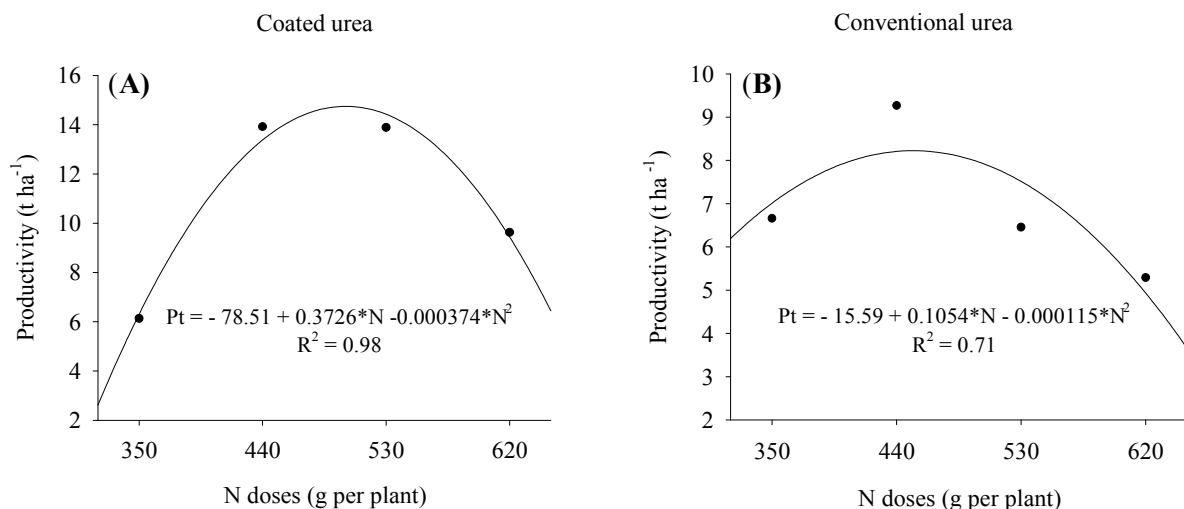 Coated urea
(A)
Productivity (t ha⁻¹)
16
14
12
10
8
6
4
2
Pt = - 78.51 + 0.3726*N -0.000374*N²
R² = 0.98
350 440 530 620
N doses (g per plant)
Conventional urea
(B)
Productivity (t ha⁻¹)
10
9
8
7
6
5
4
3
2
Pt = - 15.59 + 0.1054*N - 0.000115*N²
R² = 0.71
350 440 530 620
N doses (g per plant)